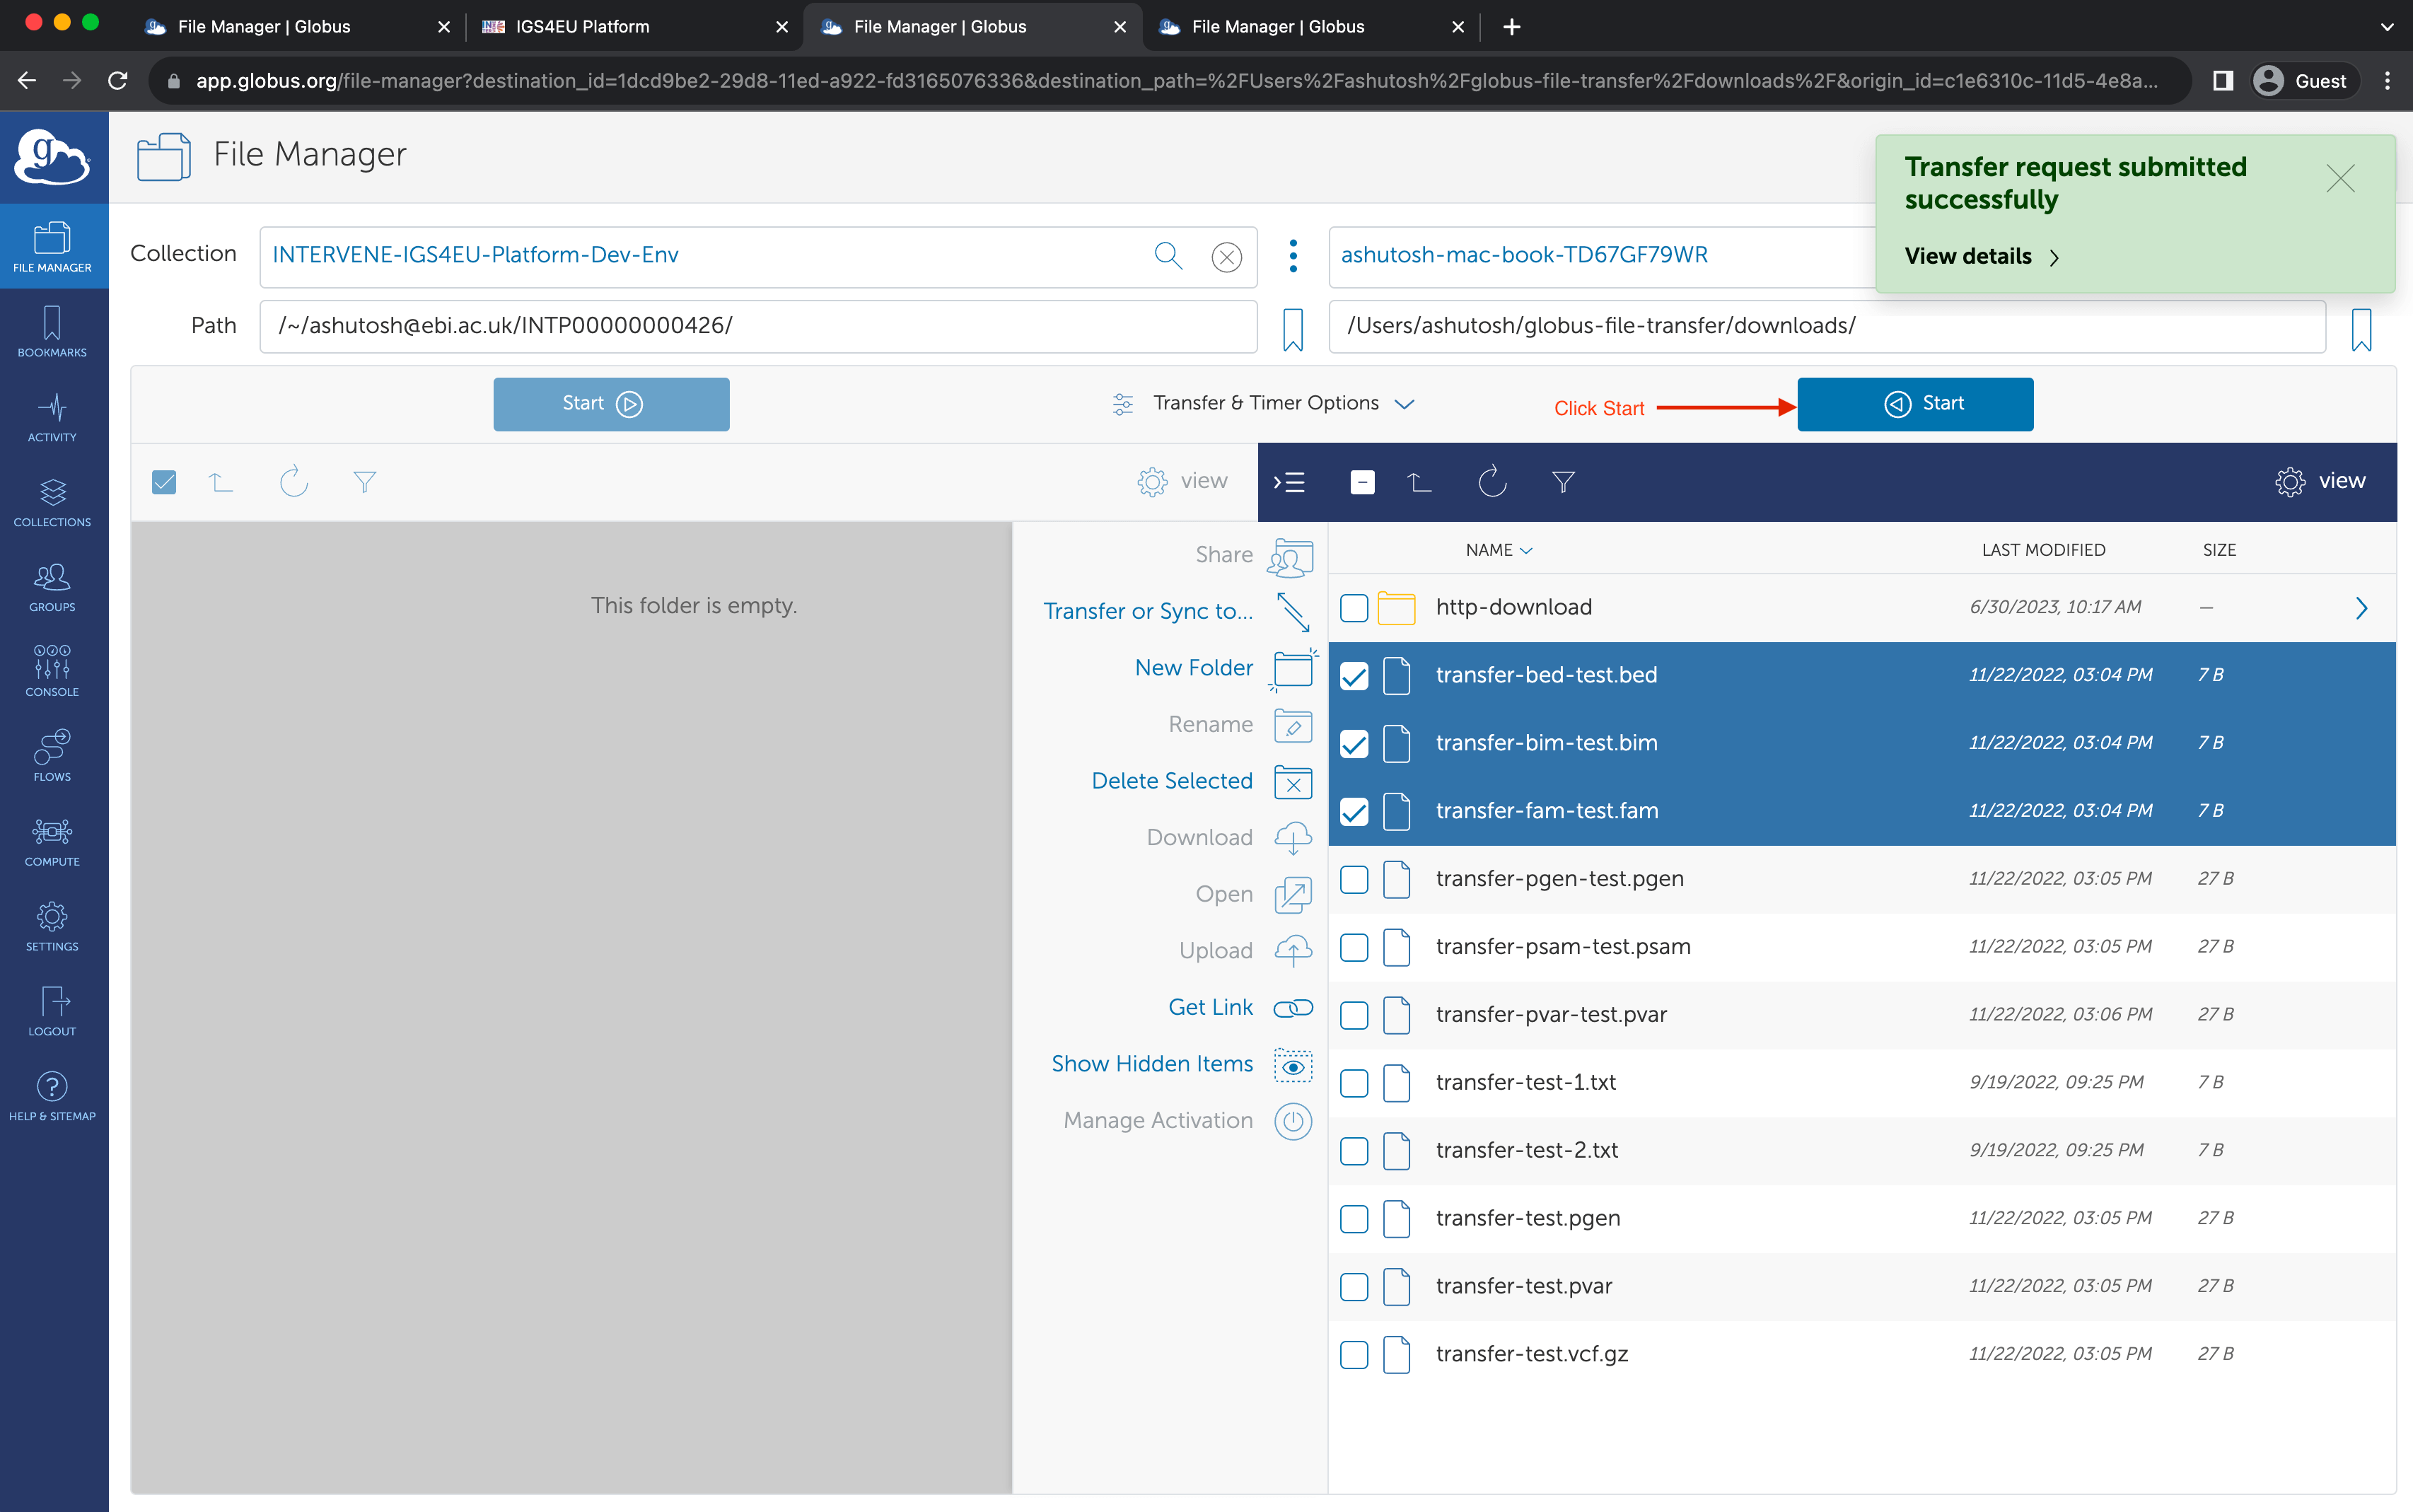 File Manager | Globus
IGS4EU Platform
File Manager | Globus
File Manager | Globus
app.globus.org/file-manager?destination_id=1dcd9be2-29d8-11ed-a922-fd3165076336&destination_path=%2FUsers%2Fashutosh%2Fglobus-file-transfer%2Fdownloads%2F&origin_id=c1e6310c-11d5-4e8a...
Guest
g
File Manager
Transfer request submitted
successfully
View details
FILE MANAGER
BOOKMARKS
ACTIVITY
COLLECTIONS
GROUPS
CONSOLE
FLOWS
COMPUTE
SETTINGS
LOGOUT
HELP & SITEMAP
Collection
INTERVENE-IGS4EU-Platform-Dev-Env
ashutosh-mac-book-TD67GF79WR
Path
/~/ashutosh@ebi.ac.uk/INTP00000000426/
/Users/ashutosh/globus-file-transfer/downloads/
Start
Transfer & Timer Options
Click Start
Start
view
view
This folder is empty.
Share
Transfer or Sync to...
New Folder
Rename
Delete Selected
Download
Open
Upload
Get Link
Show Hidden Items
Manage Activation
NAME LAST MODIFIED SIZE
http-download 6/30/2023, 10:17 AM —
transfer-bed-test.bed 11/22/2022, 03:04 PM 7 B
transfer-bim-test.bim 11/22/2022, 03:04 PM 7 B
transfer-fam-test.fam 11/22/2022, 03:04 PM 7 B
transfer-pgen-test.pgen 11/22/2022, 03:05 PM 27 B
transfer-psam-test.psam 11/22/2022, 03:05 PM 27 B
transfer-pvar-test.pvar 11/22/2022, 03:06 PM 27 B
transfer-test-1.txt 9/19/2022, 09:25 PM 7 B
transfer-test-2.txt 9/19/2022, 09:25 PM 7 B
transfer-test.pgen 11/22/2022, 03:05 PM 27 B
transfer-test.pvar 11/22/2022, 03:05 PM 27 B
transfer-test.vcf.gz 11/22/2022, 03:05 PM 27 B